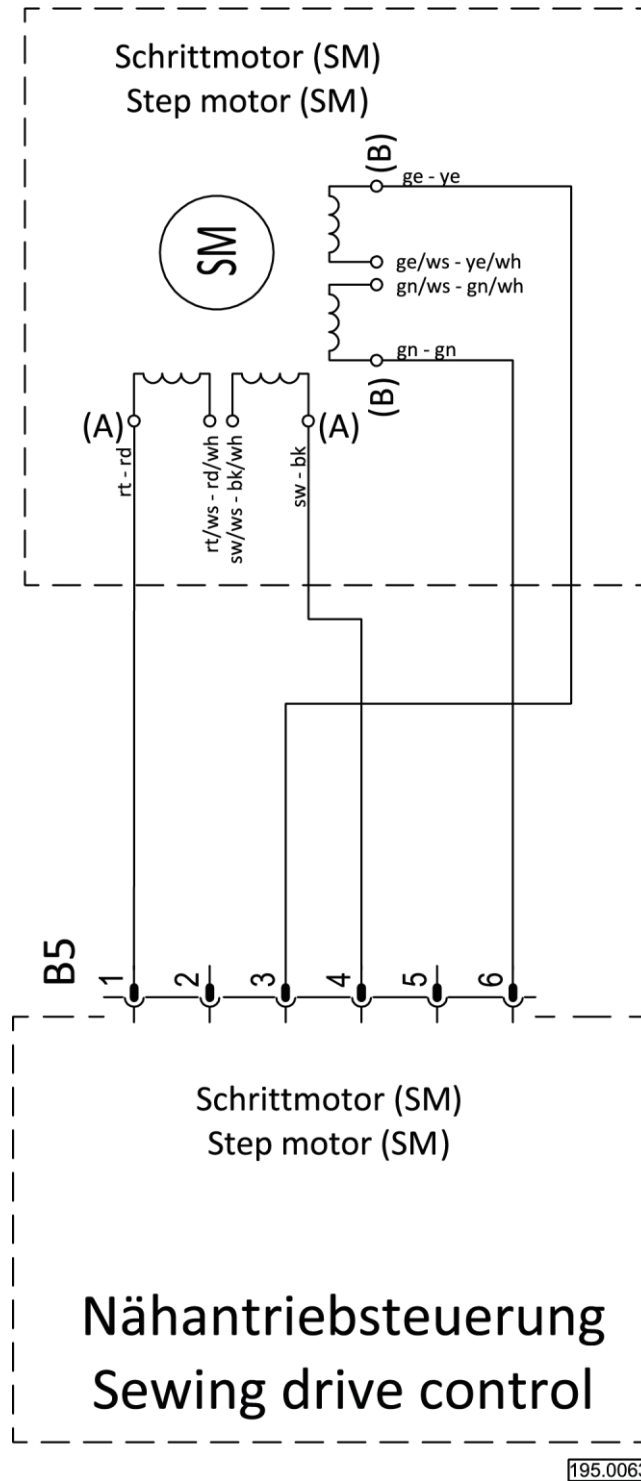 Schrittmotor (SM)
Step motor (SM)
SM
(B)
ge - ye
ge/ws - ye/wh
gn/ws - gn/wh
gn - gn
(B)
(A)
(A)
rt - rd
rt/ws - rd/wh
sw/ws - bk/wh
sw - bk
B5
1
2
3
4
5
6
Schrittmotor (SM)
Step motor (SM)
Nähantriebsteuerung
Sewing drive control